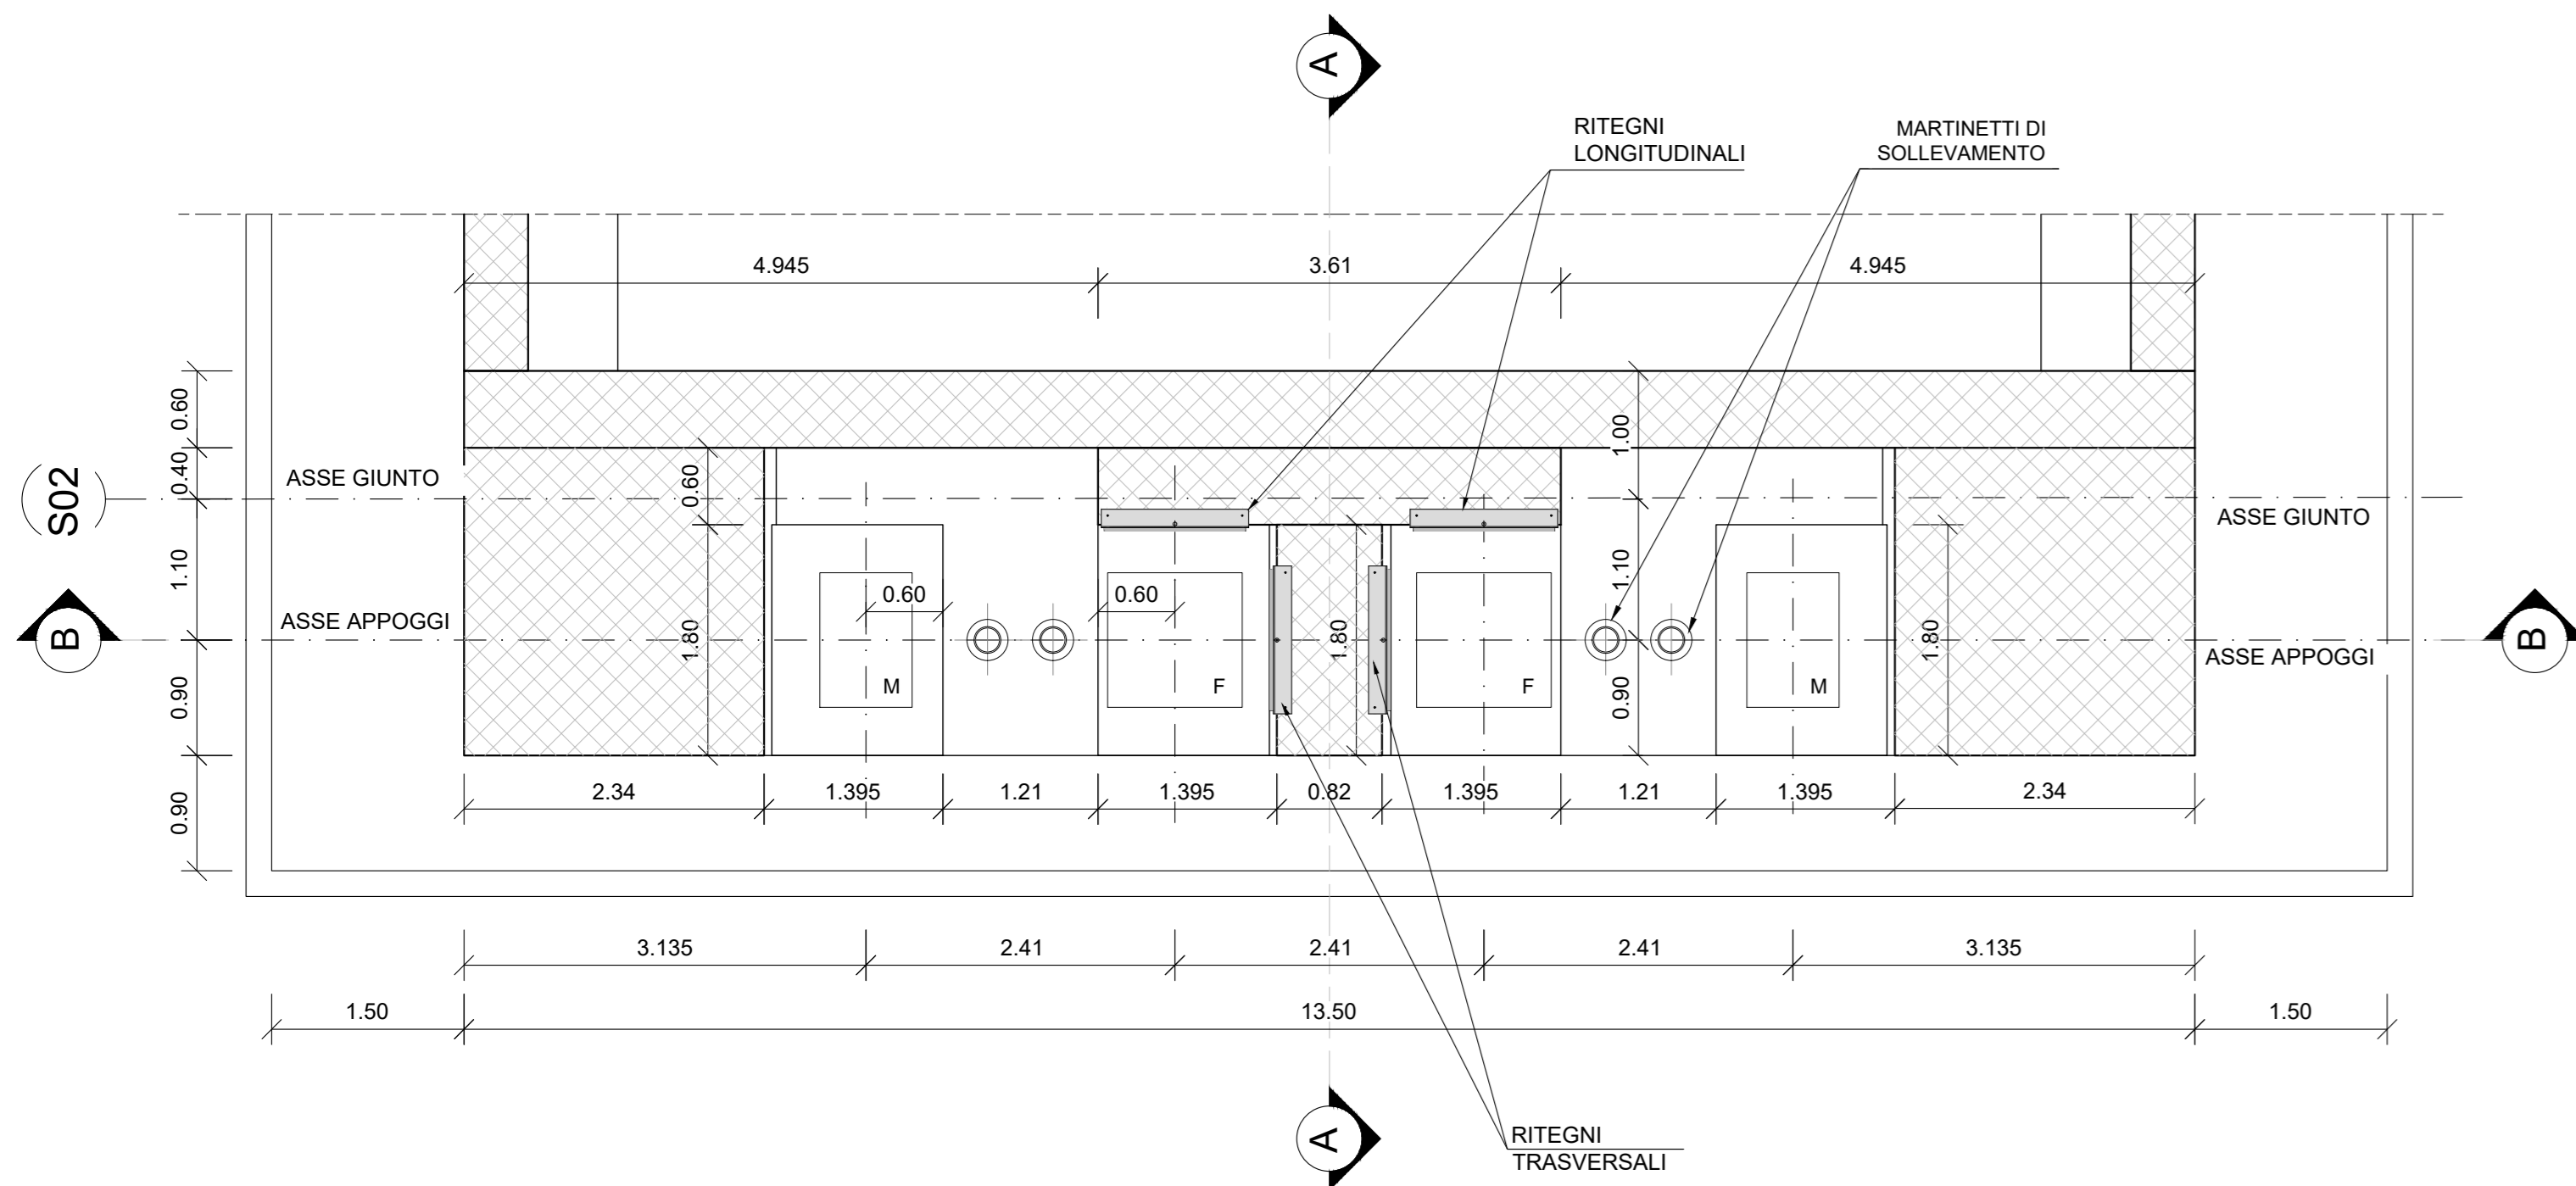 A
RITEGNI
LONGITUDINALI
MARTINETTI DI
SOLLEVAMENTO
4.945
3.61
4.945
0.60
0.40
1.10
0.90
0.90
S02
ASSE GIUNTO
0.60
1.00
ASSE GIUNTO
B
ASSE APPOGGI
1.80
0.60
0.60
1.80
1.10
0.90
1.80
ASSE APPOGGI
B
M
F
F
M
2.34
1.395
1.21
1.395
0.82
1.395
1.21
1.395
2.34
3.135
2.41
2.41
2.41
3.135
1.50
13.50
1.50
A
RITEGNI
TRASVERSALI